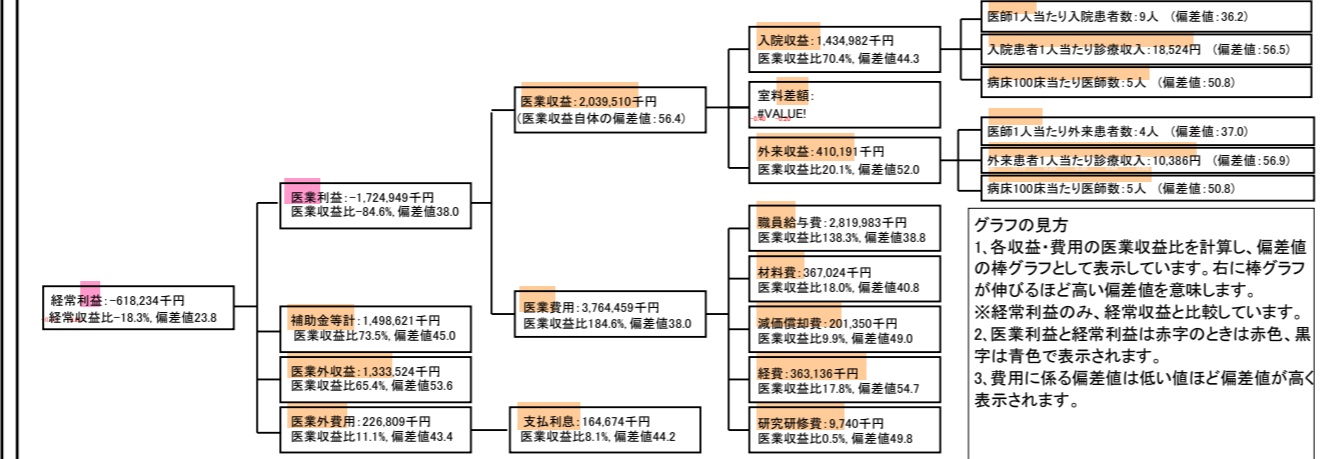 経常利益:-618,234千円
経常収益比-18.3%, 偏差値23.8
医業利益:-1,724,949千円
医業収益比-84.6%, 偏差値38.0
補助金等計:1,498,621千円
医業収益比73.5%, 偏差値45.0
医業外収益:1,333,524千円
医業収益比65.4%, 偏差値53.6
医業外費用:226,809千円
医業収益比11.1%, 偏差値43.4
医業収益:2,039,510千円
(医業収益自体の偏差値:56.4)
医業費用:3,764,459千円
医業収益比184.6%, 偏差値38.0
支払利息:164,674千円
医業収益比8.1%, 偏差値44.2
入院収益:1,434,982千円
医業収益比70.4%, 偏差値44.3
室料差額:
#VALUE!
外来収益:410,191千円
医業収益比20.1%, 偏差値52.0
職員給与費:2,819,983千円
医業収益比138.3%, 偏差値38.8
材料費:367,024千円
医業収益比18.0%, 偏差値40.8
減価償却費:201,350千円
医業収益比9.9%, 偏差値49.0
経費:363,136千円
医業収益比17.8%, 偏差値54.7
研究研修費:9,740千円
医業収益比0.5%, 偏差値49.8
医師1人当たり入院患者数:9人 (偏差値:36.2)
入院患者1人当たり診療収入:18,524円 (偏差値:56.5)
病床100床当たり医師数:5人 (偏差値:50.8)
医師1人当たり外来患者数:4人 (偏差値:37.0)
外来患者1人当たり診療収入:10,386円 (偏差値:56.9)
病床100床当たり医師数:5人 (偏差値:50.8)
グラフの見方
1、各収益・費用の医業収益比を計算し、偏差値
の棒グラフとして表示しています。右に棒グラフ
が伸びるほど高い偏差値を意味します。
※経常利益のみ、経常収益と比較しています。
2、医業利益と経常利益は赤字のときは赤色、黒
字は青色で表示されます。
3、費用に係る偏差値は低い値ほど偏差値が高く
表示されます。